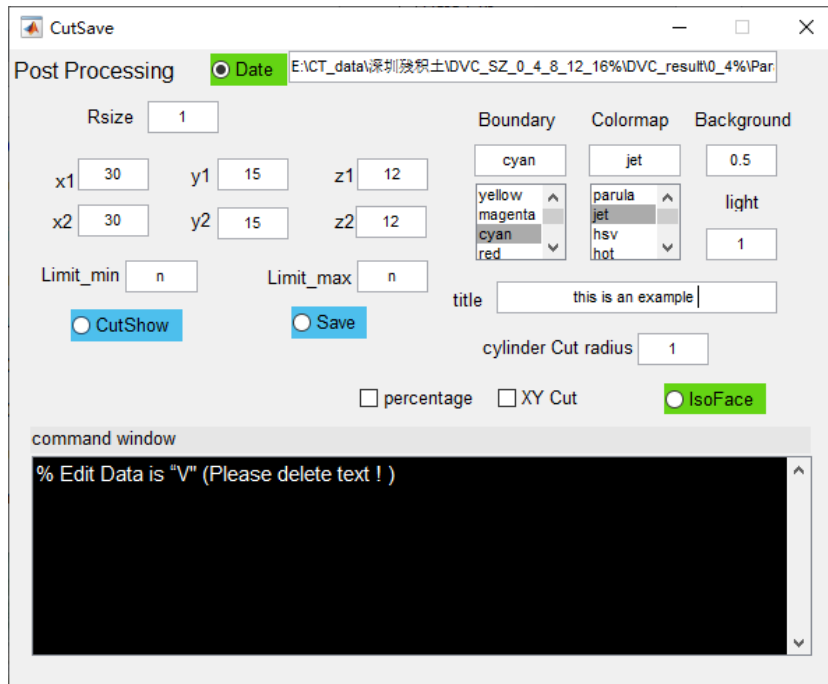 CutSave
Post Processing Date E:\CT_data\深圳残积土\DVC_SZ_0_4_8_12_16%\DVC_result\0_4%\Par
Rsize 1 Boundary Colormap Background
cyan jet 0.5
x1 30 y1 15 z1 12
yellow parula light
magenta jet
cyan hsv
red hot
x2 30 y2 15 z2 12 1
Limit_min n Limit_max n
title this is an example
CutShow Save
cylinder Cut radius 1
percentage XY Cut IsoFace
command window
% Edit Data is “V" (Please delete text ! )